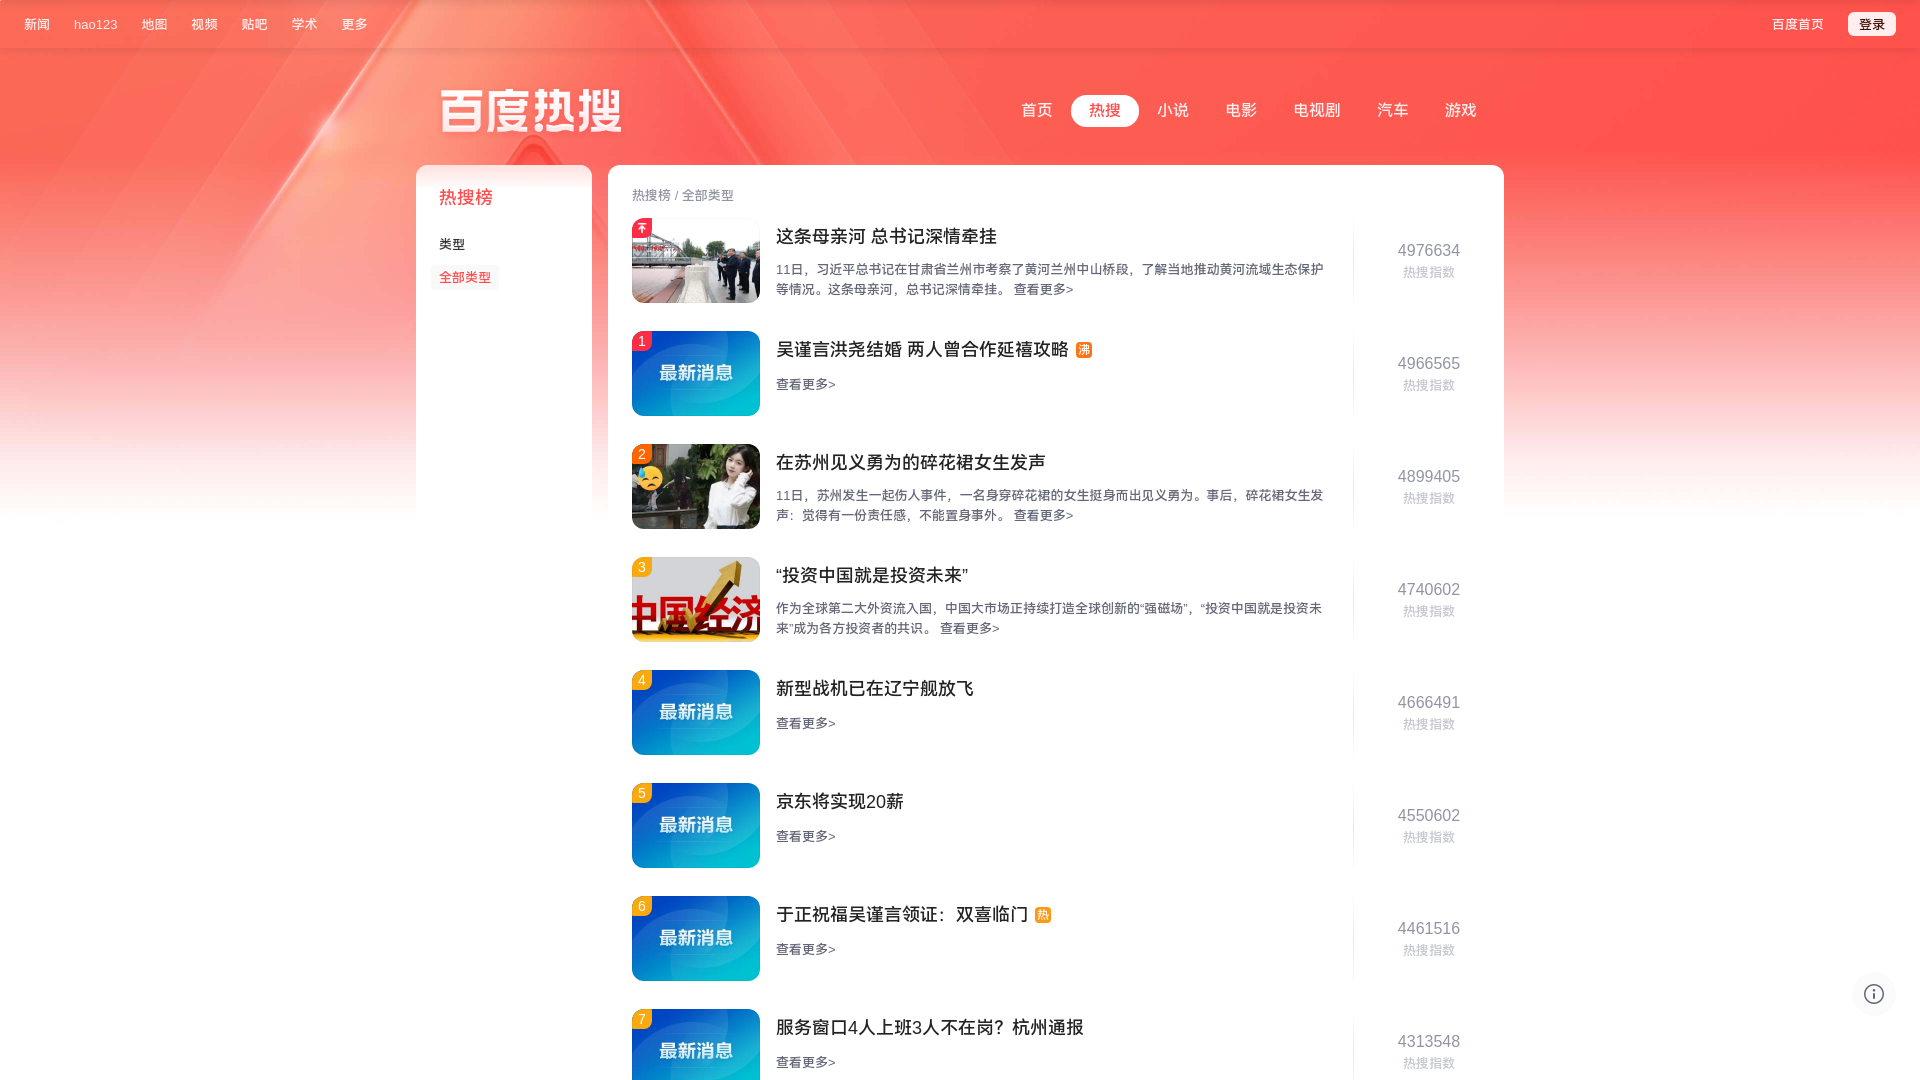 新闻 hao123 地图 视频 贴吧 学术 更多 百度首页 登录
百度热搜
首页 热搜 小说 电影 电视剧 汽车 游戏
热搜榜
类型
全部类型
热搜榜 / 全部类型
这条母亲河 总书记深情牵挂
11日，习近平总书记在甘肃省兰州市考察了黄河兰州中山桥段，了解当地推动黄河流域生态保护
等情况。这条母亲河，总书记深情牵挂。 查看更多>
4976634
热搜指数
1
最新消息
吴谨言洪尧结婚 两人曾合作延禧攻略 沸
查看更多>
4966565
热搜指数
2
在苏州见义勇为的碎花裙女生发声
11日，苏州发生一起伤人事件，一名身穿碎花裙的女生挺身而出见义勇为。事后，碎花裙女生发
声：觉得有一份责任感，不能置身事外。 查看更多>
4899405
热搜指数
3
中国经济
“投资中国就是投资未来”
作为全球第二大外资流入国，中国大市场正持续打造全球创新的“强磁场”，“投资中国就是投资未
来”成为各方投资者的共识。 查看更多>
4740602
热搜指数
4
最新消息
新型战机已在辽宁舰放飞
查看更多>
4666491
热搜指数
5
最新消息
京东将实现20薪
查看更多>
4550602
热搜指数
6
最新消息
于正祝福吴谨言领证：双喜临门 热
查看更多>
4461516
热搜指数
7
最新消息
服务窗口4人上班3人不在岗？杭州通报
查看更多>
4313548
热搜指数